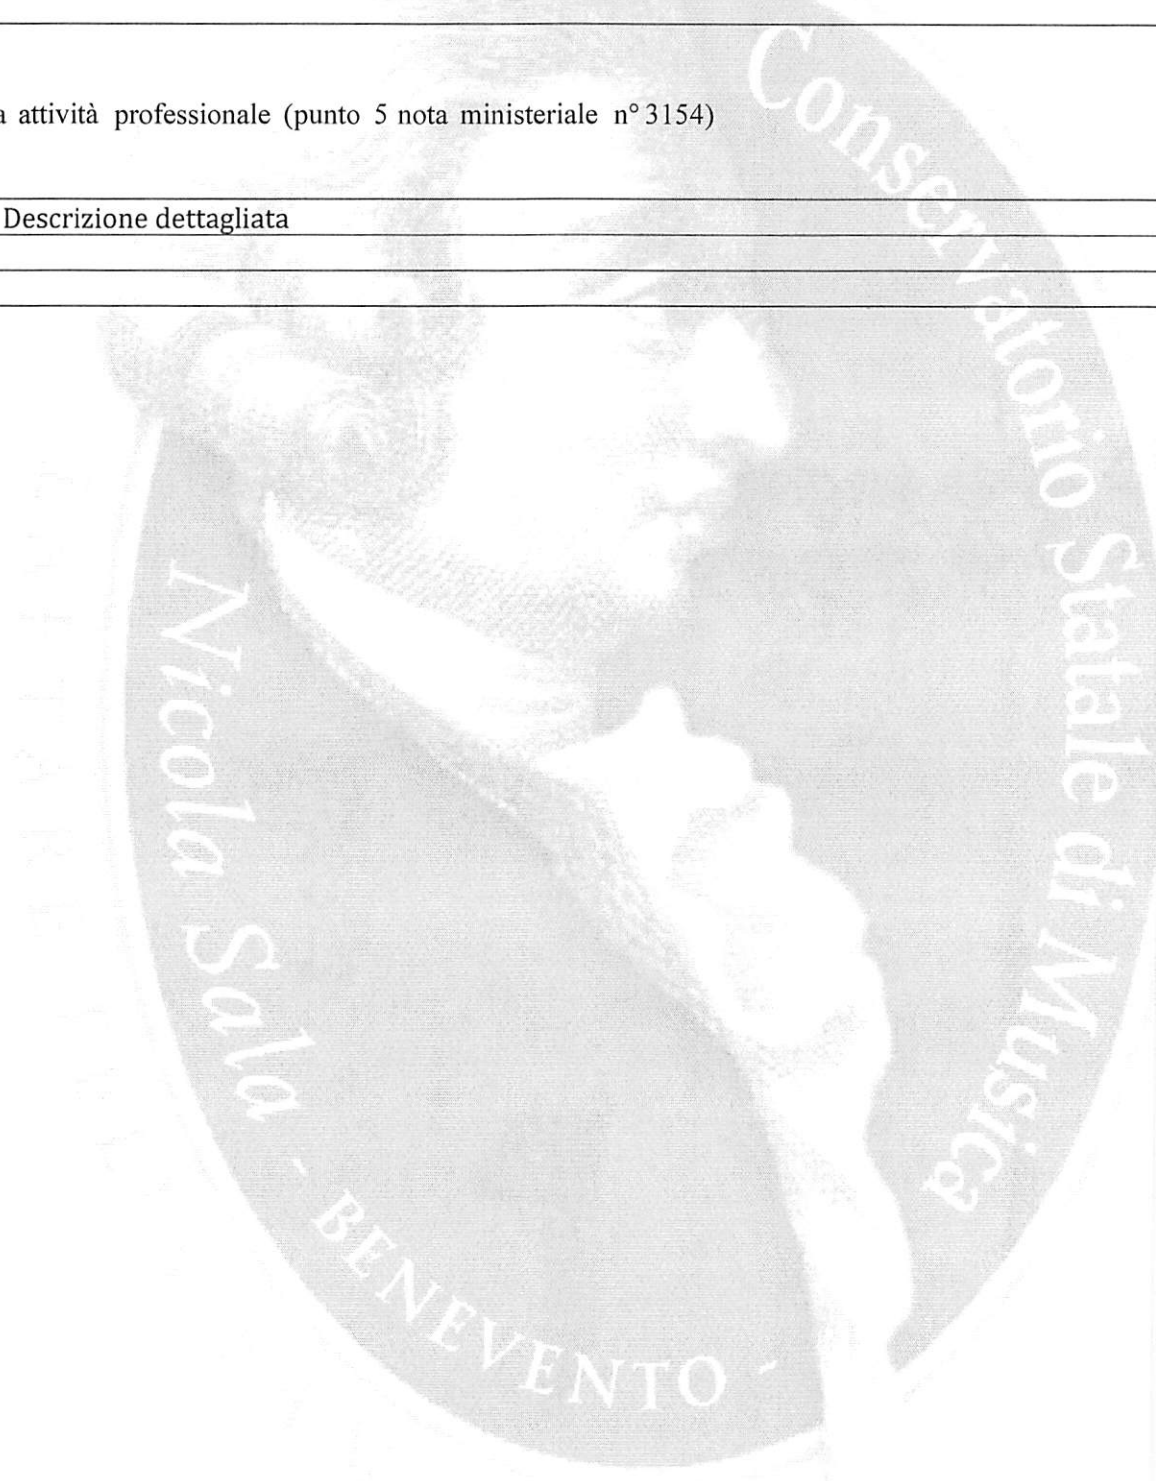 a attività professionale (punto 5 nota ministeriale n° 3154)
Descrizione dettagliata
Conservatorio Statale di Musica
Nicola Sala - BENEVENTO -